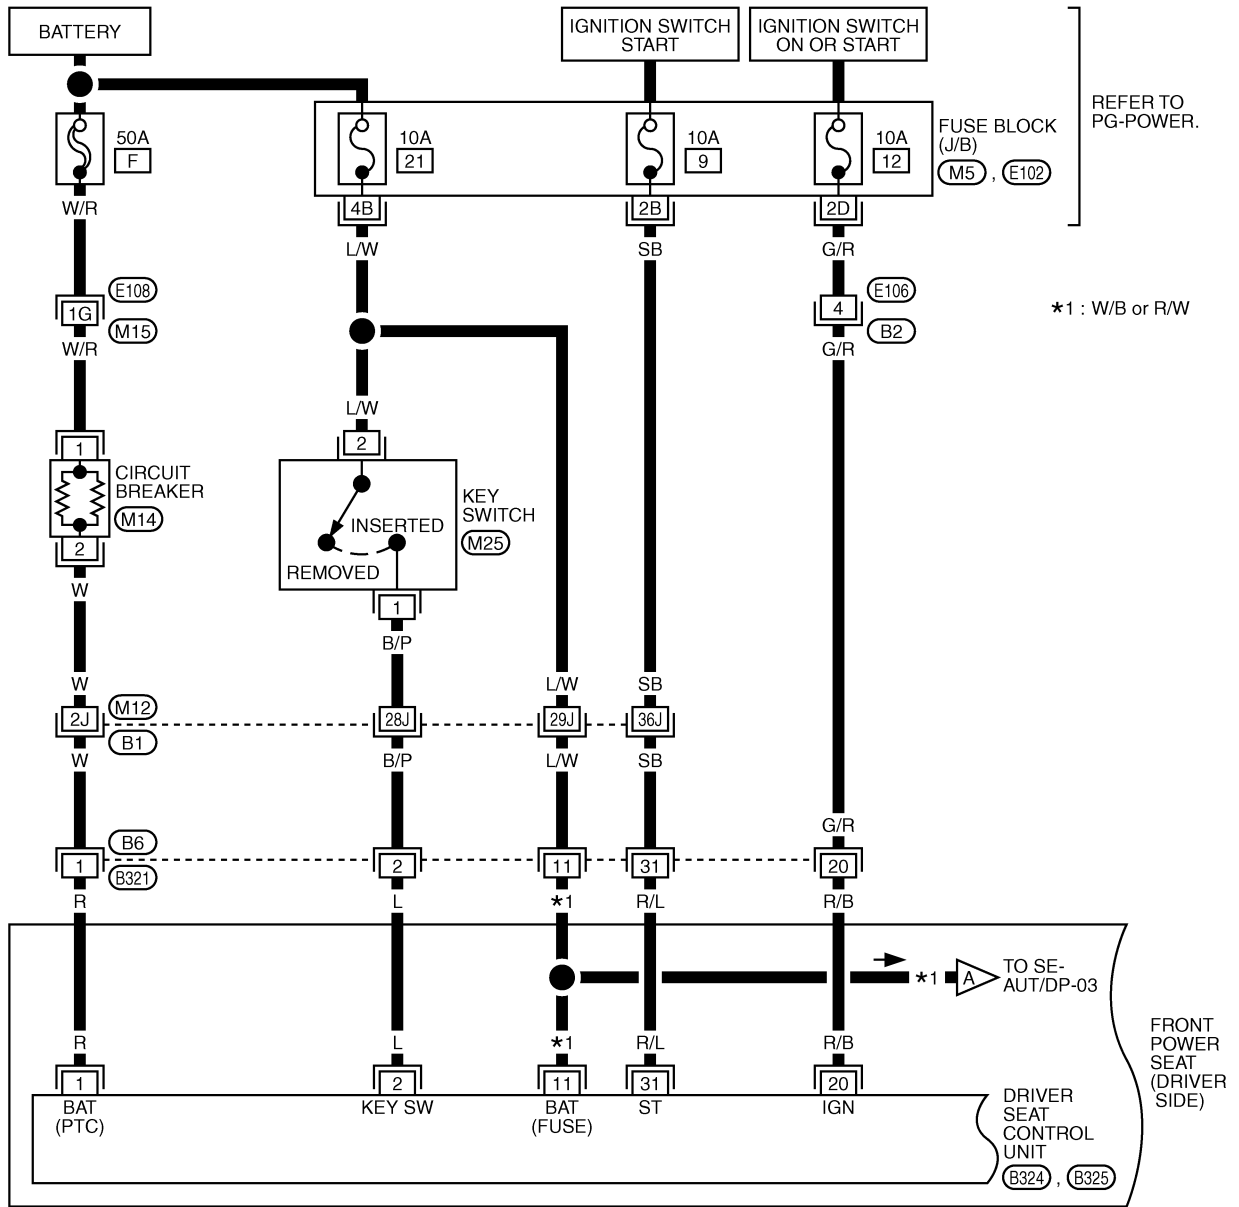 BATTERY
IGNITION SWITCH
START
IGNITION SWITCH
ON OR START
REFER TO
PG-POWER.
50A
F
10A
21
10A
9
10A
12
FUSE BLOCK
(J/B)
M5 , E102
4B
2B
2D
W/R
L/W
SB
G/R
E108
1G
M15
E106
4
B2
*1 : W/B or R/W
W/R
G/R
L/W
1
2
CIRCUIT
BREAKER
M14
2
KEY
SWITCH
M25
INSERTED
REMOVED
1
W
B/P
W
L/W
SB
M12
2J
28J
29J
36J
B1
W
B/P
L/W
SB
G/R
B6
1
2
11
31
20
B321
R
L
*1
R/L
R/B
*1
A
TO SE-
AUT/DP-03
FRONT
POWER
SEAT
(DRIVER
SIDE)
R
L
*1
R/L
R/B
1
2
11
31
20
BAT
(PTC)
KEY SW
BAT
(FUSE)
ST
IGN
DRIVER
SEAT
CONTROL
UNIT
B324 , B325